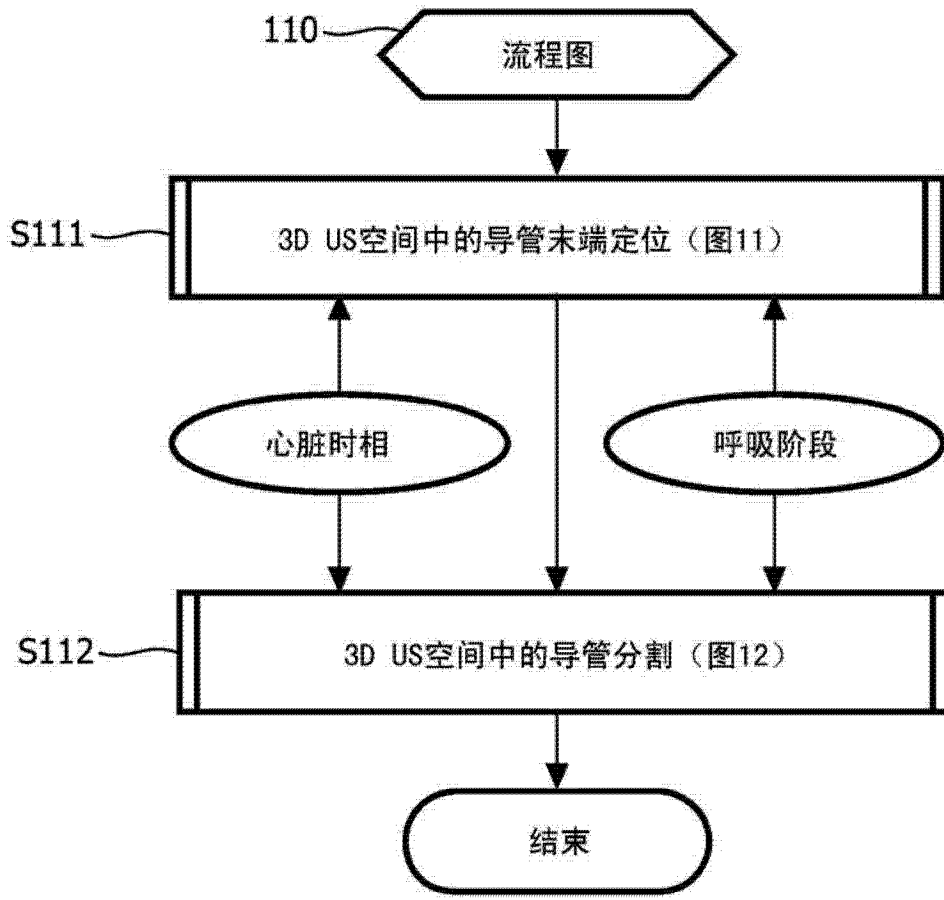 110
流程图
S111
3D US空间中的导管末端定位（图11）
心脏时相
呼吸阶段
S112
3D US空间中的导管分割（图12）
结束